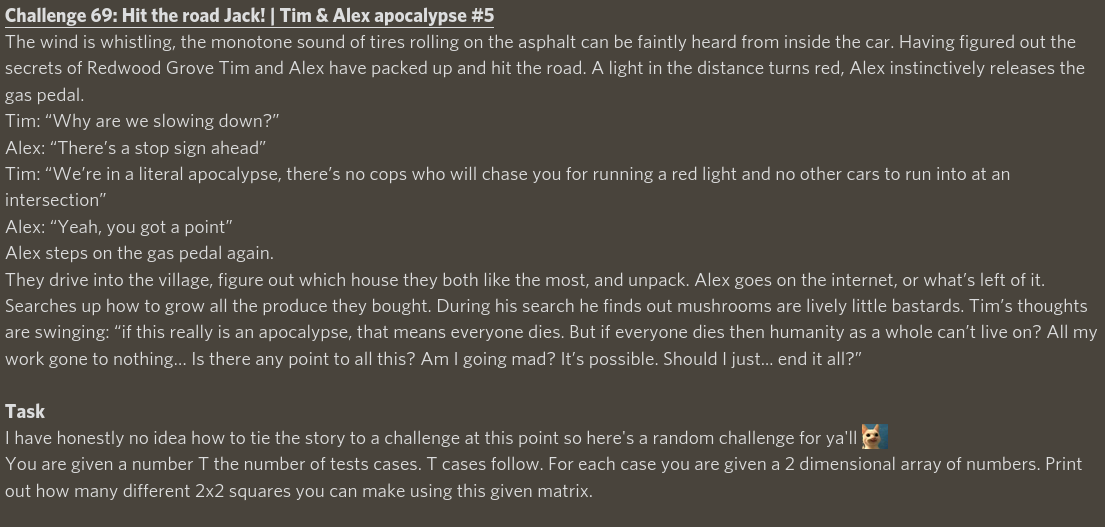 Challenge 69: Hit the road Jack! | Tim & Alex apocalypse #5
The wind is whistling, the monotone sound of tires rolling on the asphalt can be faintly heard from inside the car. Having figured out the
secrets of Redwood Grove Tim and Alex have packed up and hit the road. A light in the distance turns red, Alex instinctively releases the
gas pedal.
Tim: “Why are we slowing down?”
Alex: “There’s a stop sign ahead”
Tim: “We’re in a literal apocalypse, there’s no cops who will chase you for running a red light and no other cars to run into at an
intersection”
Alex: “Yeah, you got a point”
Alex steps on the gas pedal again.
They drive into the village, figure out which house they both like the most, and unpack. Alex goes on the internet, or what’s left of it.
Searches up how to grow all the produce they bought. During his search he finds out mushrooms are lively little bastards. Tim’s thoughts
are swinging: “if this really is an apocalypse, that means everyone dies. But if everyone dies then humanity as a whole can’t live on? All my
work gone to nothing… Is there any point to all this? Am I going mad? It’s possible. Should I just… end it all?”
Task
I have honestly no idea how to tie the story to a challenge at this point so here's a random challenge for ya'll
You are given a number T the number of tests cases. T cases follow. For each case you are given a 2 dimensional array of numbers. Print
out how many different 2x2 squares you can make using this given matrix.